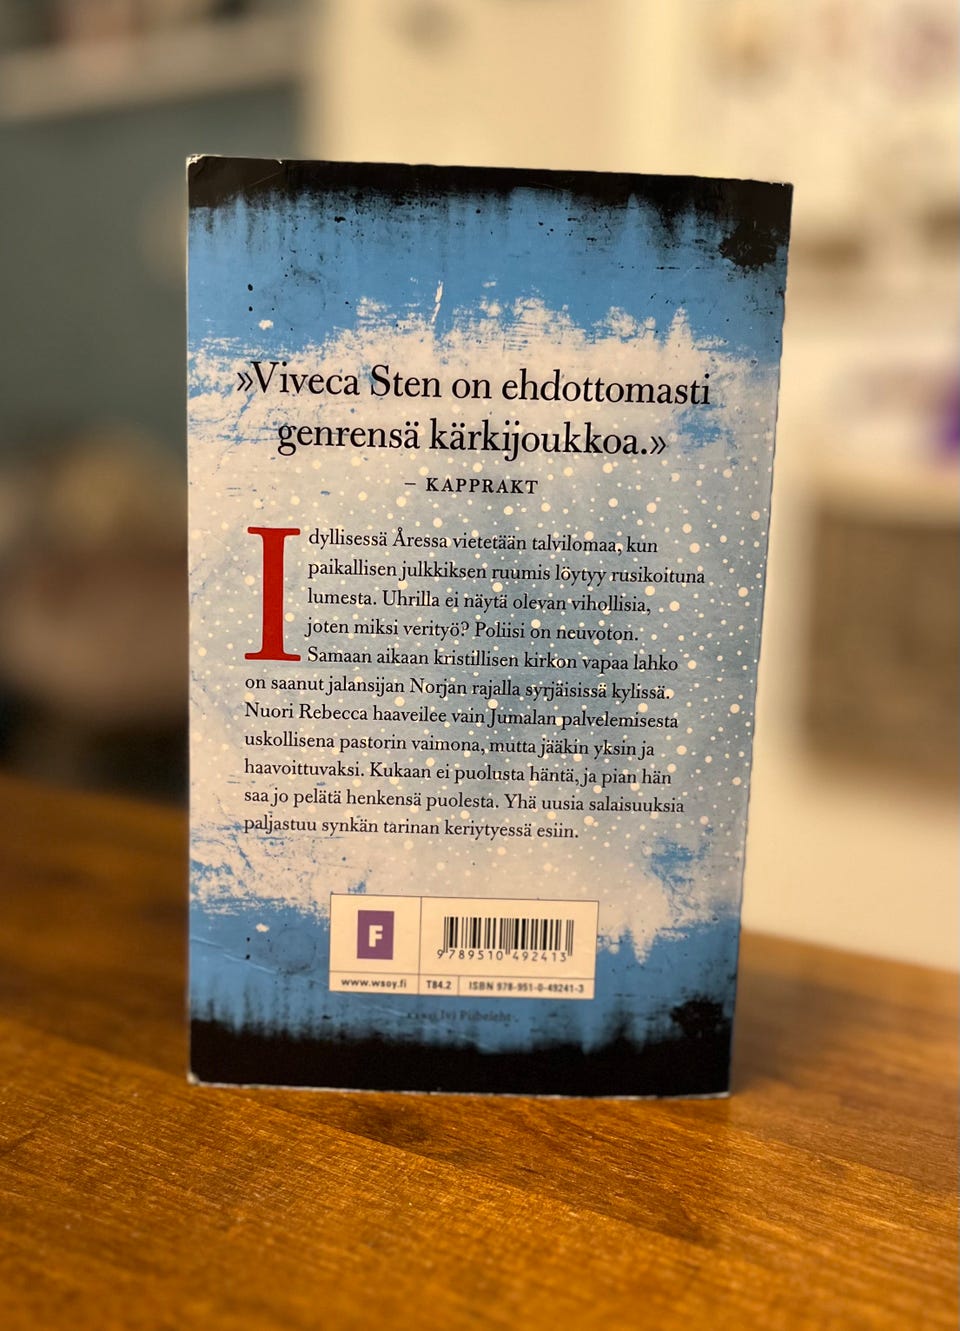 »Viveca Sten on ehdottomasti
genrensä kärkijoukkoa.»
– KAPPRAKT
Idyllisessä Åressa vietetään talvilomaa, kun
paikallisen julkkiksen ruumis löytyy rusikoituna
lumesta. Uhrilla ei näytä olevan vihollisia,
joten miksi verityö? Poliisi on neuvoton.
Samaan aikaan kristillisen kirkon vapaa lahko
on saanut jalansijan Norjan rajalla syrjäisissä kylissä.
Nuori Rebecca haaveilee vain Jumalan palvelemisesta
uskollisena pastorin vaimona, mutta jääkin yksin ja
haavoittuvaksi. Kukaan ei puolusta häntä, ja pian hän
saa jo pelätä henkensä puolesta. Yhä uusia salaisuuksia
paljastuu synkän tarinan keriytyessä esiin.
F
9789510492413
www.wsoy.fi
T84.2
ISBN 978-951-0-49241-3